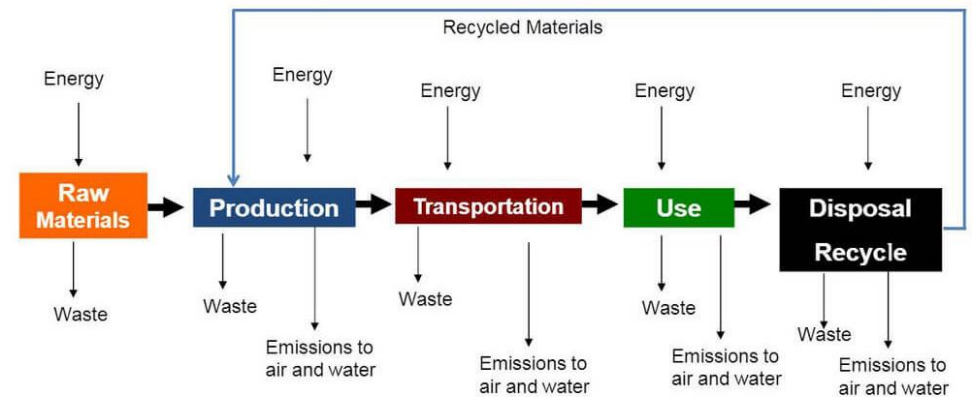 Recycled Materials
Energy
Energy
Energy
Energy
Energy
Raw
Materials
Production
Transportation
Use
Disposal
Recycle
Waste
Waste
Emissions to
air and water
Waste
Emissions to
air and water
Waste
Emissions to
air and water
Waste
Emissions to
air and water